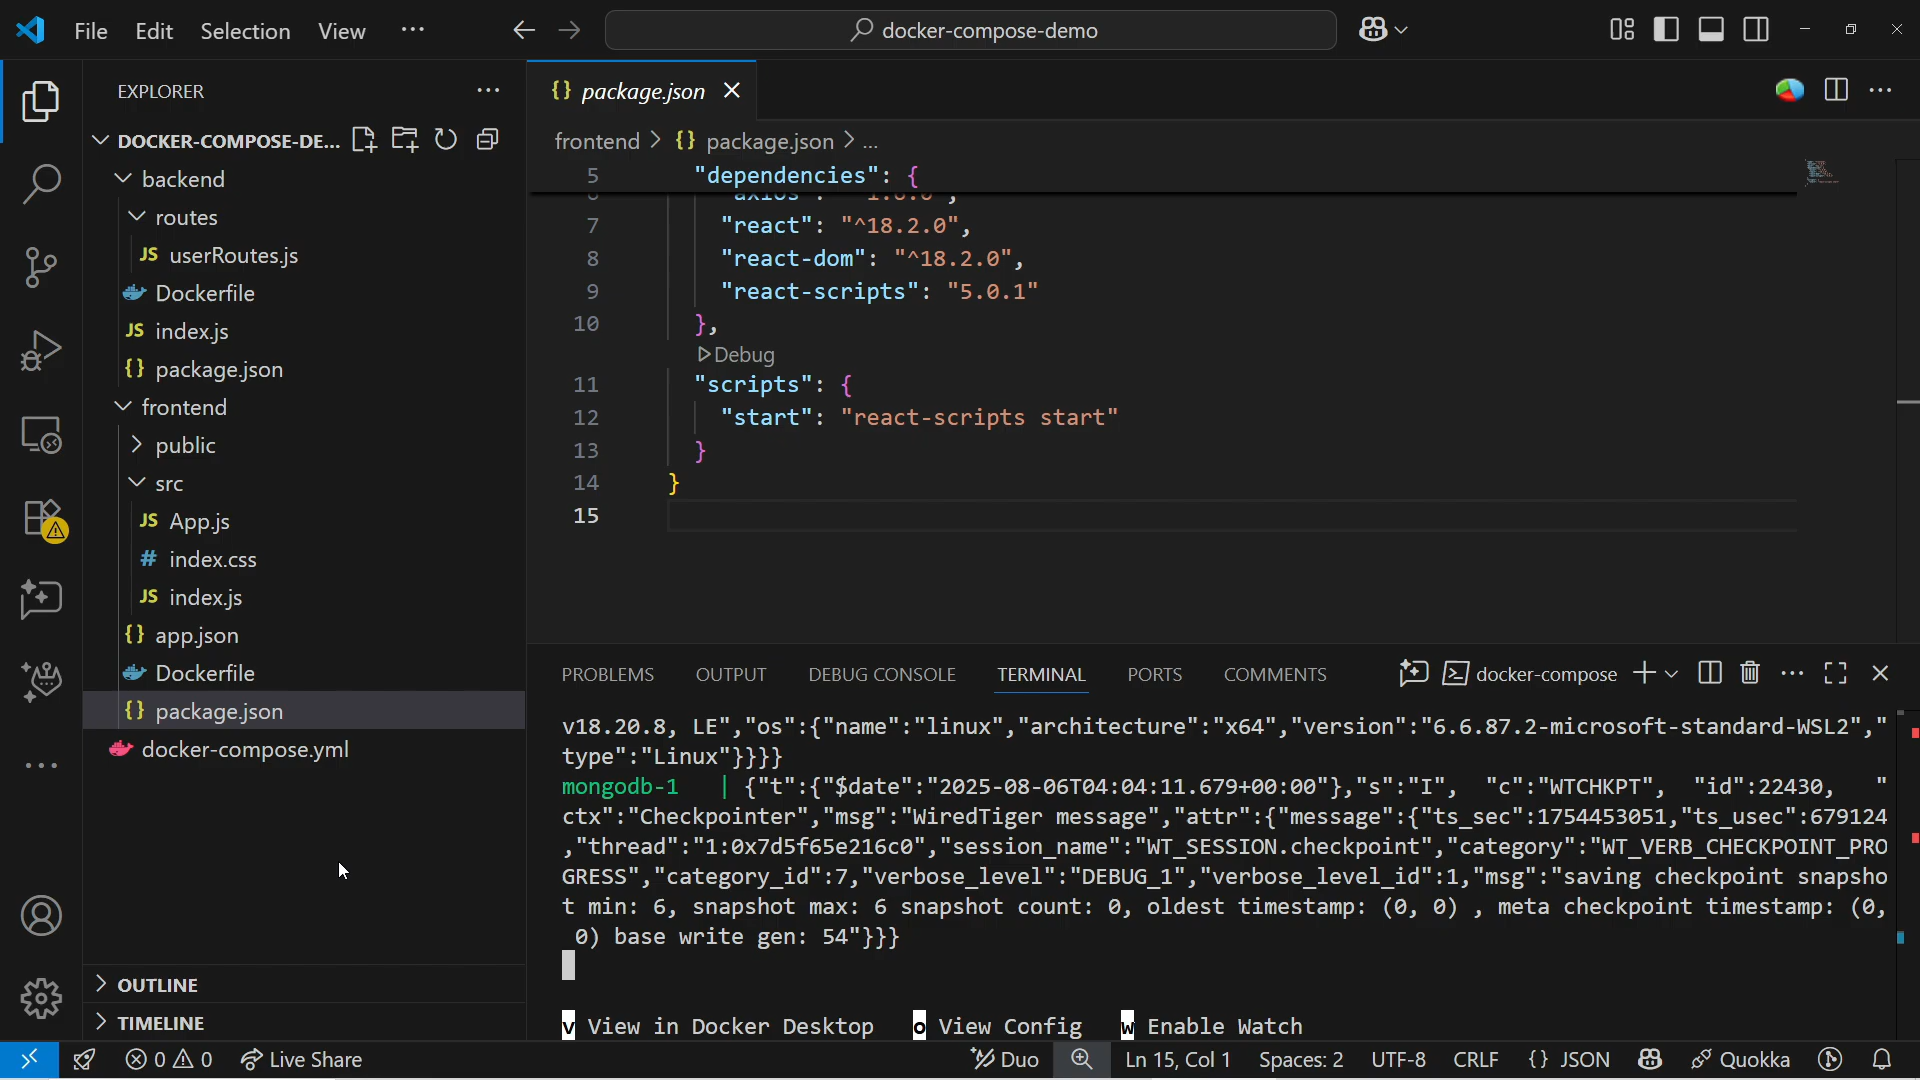 File Edit Selection View ···
docker-compose-demo
EXPLORER ···
DOCKER-COMPOSE-DE...
backend
routes
JS userRoutes.js
Dockerfile
JS index.js
{} package.json
frontend
public
src
JS App.js
# index.css
JS index.js
{} app.json
Dockerfile
{} package.json
docker-compose.yml
OUTLINE
TIMELINE
{} package.json
frontend > {} package.json > ...
5 "dependencies": {
7 "react": "^18.2.0",
8 "react-dom": "^18.2.0",
9 "react-scripts": "5.0.1"
10 },
Debug
11 "scripts": {
12 "start": "react-scripts start"
13 }
14 }
15
PROBLEMS OUTPUT DEBUG CONSOLE TERMINAL PORTS COMMENTS docker-compose
v18.20.8, LE","os":{"name":"linux","architecture":"x64","version":"6.6.87.2-microsoft-standard-WSL2","
type":"Linux"}}}}
mongodb-1 | {"t":{"$date":"2025-08-06T04:04:11.679+00:00"},"s":"I", "c":"WTCHKPT", "id":22430, "
ctx":"Checkpointer","msg":"WiredTiger message","attr":{"message":{"ts_sec":1754453051,"ts_usec":679124
,"thread":"1:0x7d5f65e216c0","session_name":"WT_SESSION.checkpoint","category":"WT_VERB_CHECKPOINT_PRO
GRESS","category_id":7,"verbose_level":"DEBUG_1","verbose_level_id":1,"msg":"saving checkpoint snapsho
t min: 6, snapshot max: 6 snapshot count: 0, oldest timestamp: (0, 0) , meta checkpoint timestamp: (0,
0) base write gen: 54"}}}
v View in Docker Desktop o View Config w Enable Watch
0 0 Live Share Duo Ln 15, Col 1 Spaces: 2 UTF-8 CRLF {} JSON Quokka